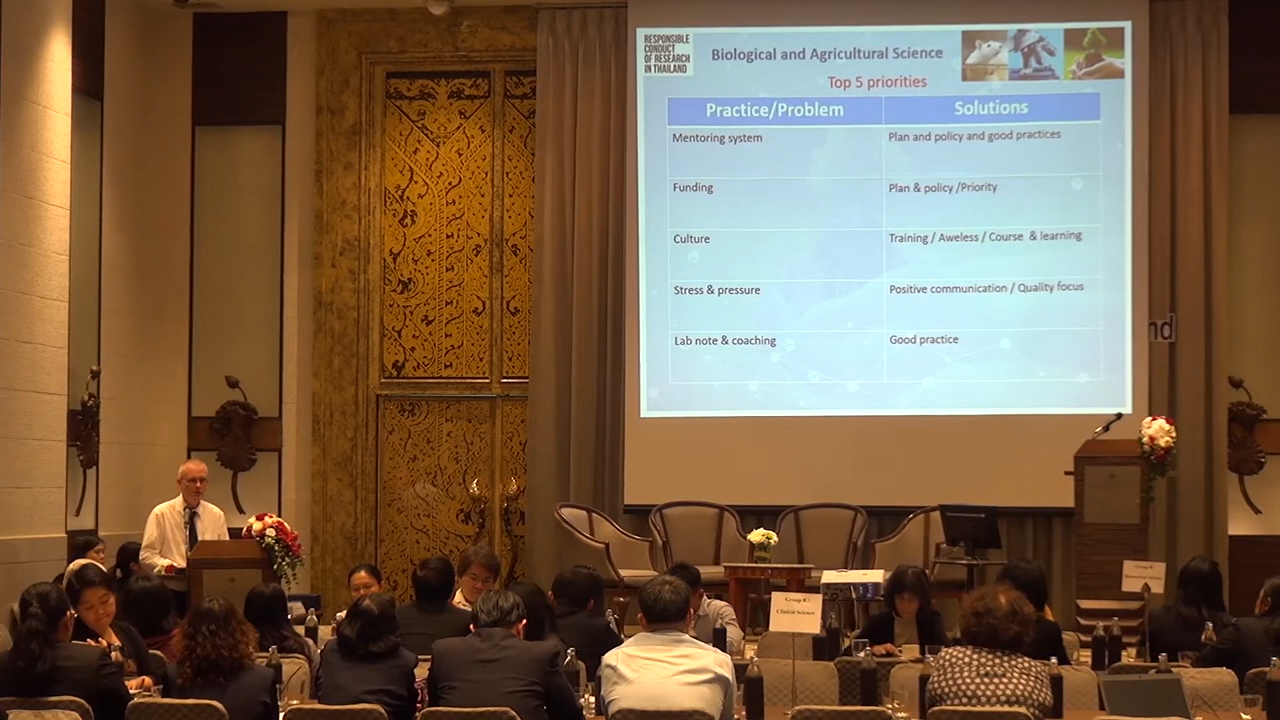 RESPONSIBLE
CONDUCT
OF RESEARCH
IN THAILAND
Biological and Agricultural Science
Top 5 priorities
Practice/Problem Solutions
Mentoring system Plan and policy and good practices
Funding Plan & policy /Priority
Culture Training / Aweless / Course & learning
Stress & pressure Positive communication / Quality focus
Lab note & coaching Good practice
nd
Clinical Science